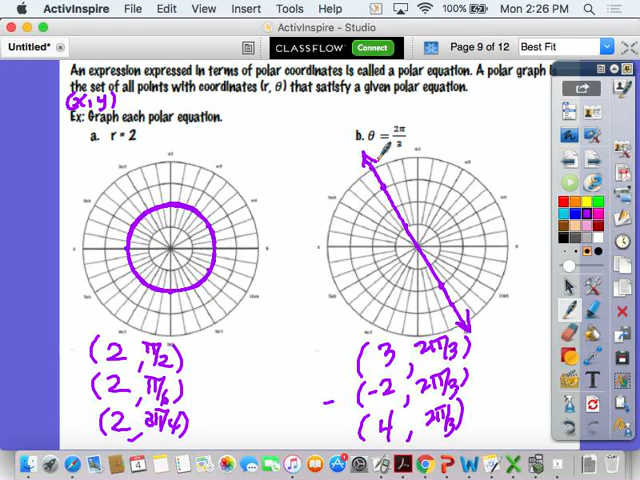 ActivInspire File Edit View Insert Tools Help 100% Mon 2:26 PM
ActivInspire - Studio
Untitled* CLASSFLOW Connect Page 9 of 12 Best Fit
An expression expressed in terms of polar coordinates is called a polar equation. A polar graph is
the set of all points with coordinates (r, θ) that satisfy a given polar equation.
(x,y)
Ex: Graph each polar equation.
a. r = 2
b. θ = 2π/3
(2, π/2)
(2, π/6)
(2, 3π/4)
(3, 2π/3)
- (-2, 2π/3)
(4, 2π/3)